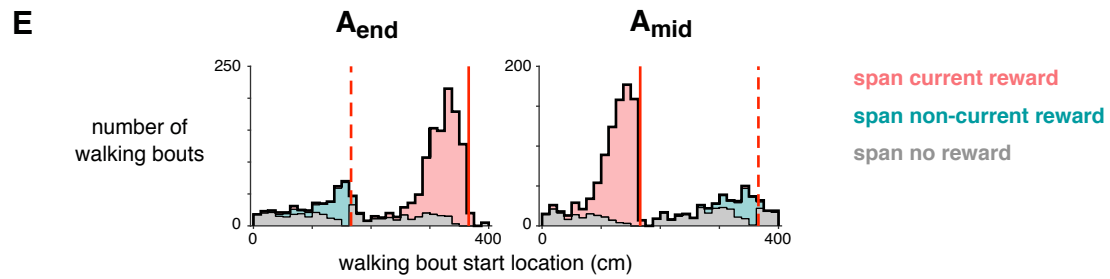 E
A_end
A_mid
250
0
0
400
200
0
0
400
number of
walking bouts
walking bout start location (cm)
span current reward
span non-current reward
span no reward